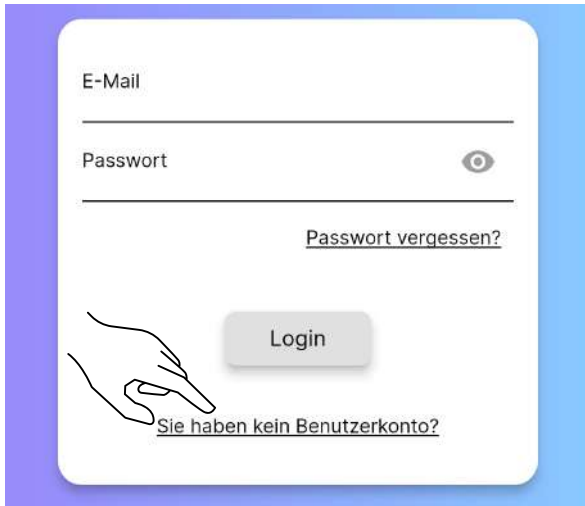 E-Mail
Passwort
Passwort vergessen?
Login
Sie haben kein Benutzerkonto?